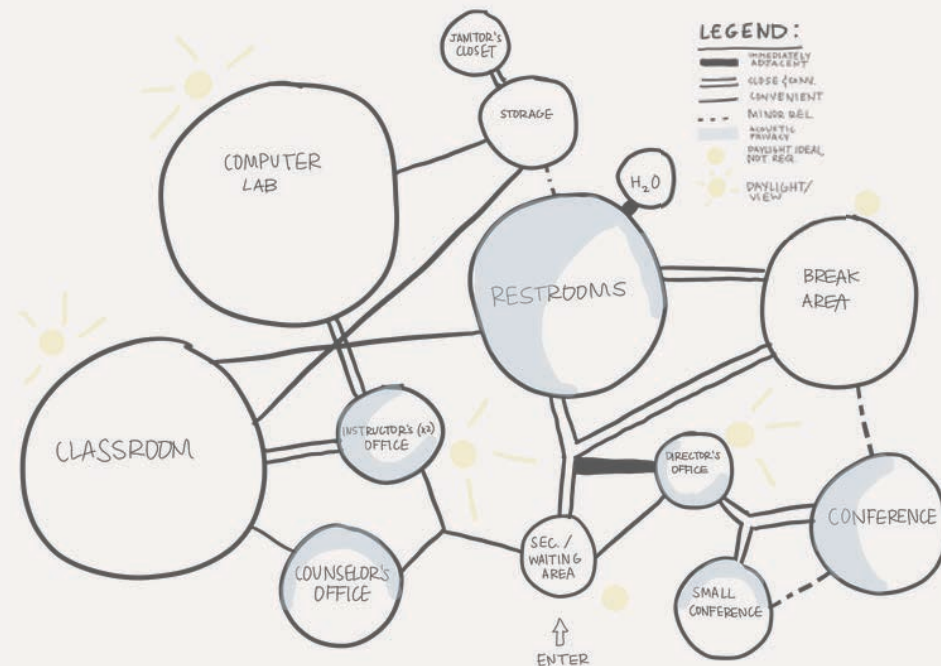 JANITOR'S
CLOSET
STORAGE
COMPUTER
LAB
H₂O
RESTROOMS
BREAK
AREA
CLASSROOM
INSTRUCTOR'S (x2)
OFFICE
DIRECTOR'S
OFFICE
CONFERENCE
SEC. /
WAITING
AREA
COUNSELOR'S
OFFICE
SMALL
CONFERENCE
ENTER
LEGEND:
IMMEDIATELY
ADJACENT
CLOSE & CONV.
CONVENIENT
MINOR REL.
ACOUSTIC
PRIVACY
DAYLIGHT IDEAL,
NOT REQ.
DAYLIGHT/
VIEW